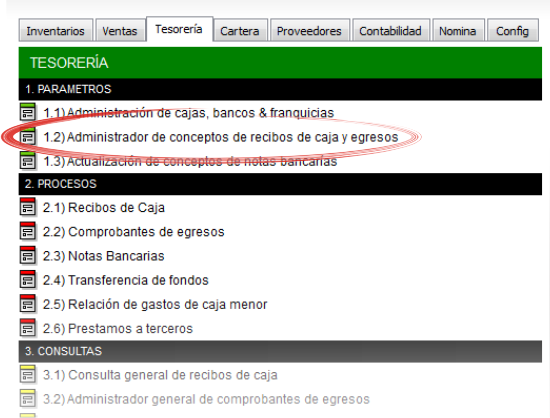 Inventarios Ventas Tesorería Cartera Proveedores Contabilidad Nomina Config
TESORERÍA
1. PARAMETROS
1.1) Administración de cajas, bancos & franquicias
1.2) Administrador de conceptos de recibos de caja y egresos
1.3) Actualización de conceptos de notas bancarias
2. PROCESOS
2.1) Recibos de Caja
2.2) Comprobantes de egresos
2.3) Notas Bancarias
2.4) Transferencia de fondos
2.5) Relación de gastos de caja menor
2.6) Prestamos a terceros
3. CONSULTAS
3.1) Consulta general de recibos de caja
3.2) Administrador general de comprobantes de egresos